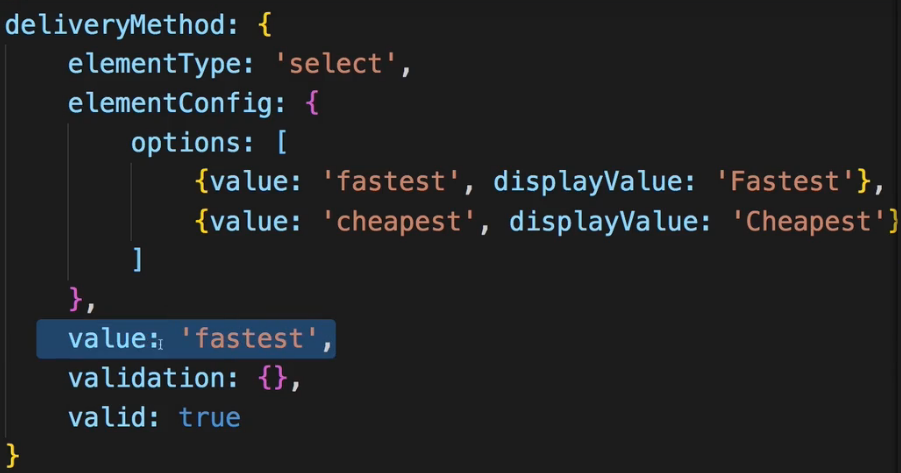 deliveryMethod: {
elementType: 'select',
elementConfig: {
options: [
{value: 'fastest', displayValue: 'Fastest'},
{value: 'cheapest', displayValue: 'Cheapest'}
]
},
value: 'fastest',
validation: {},
valid: true
}